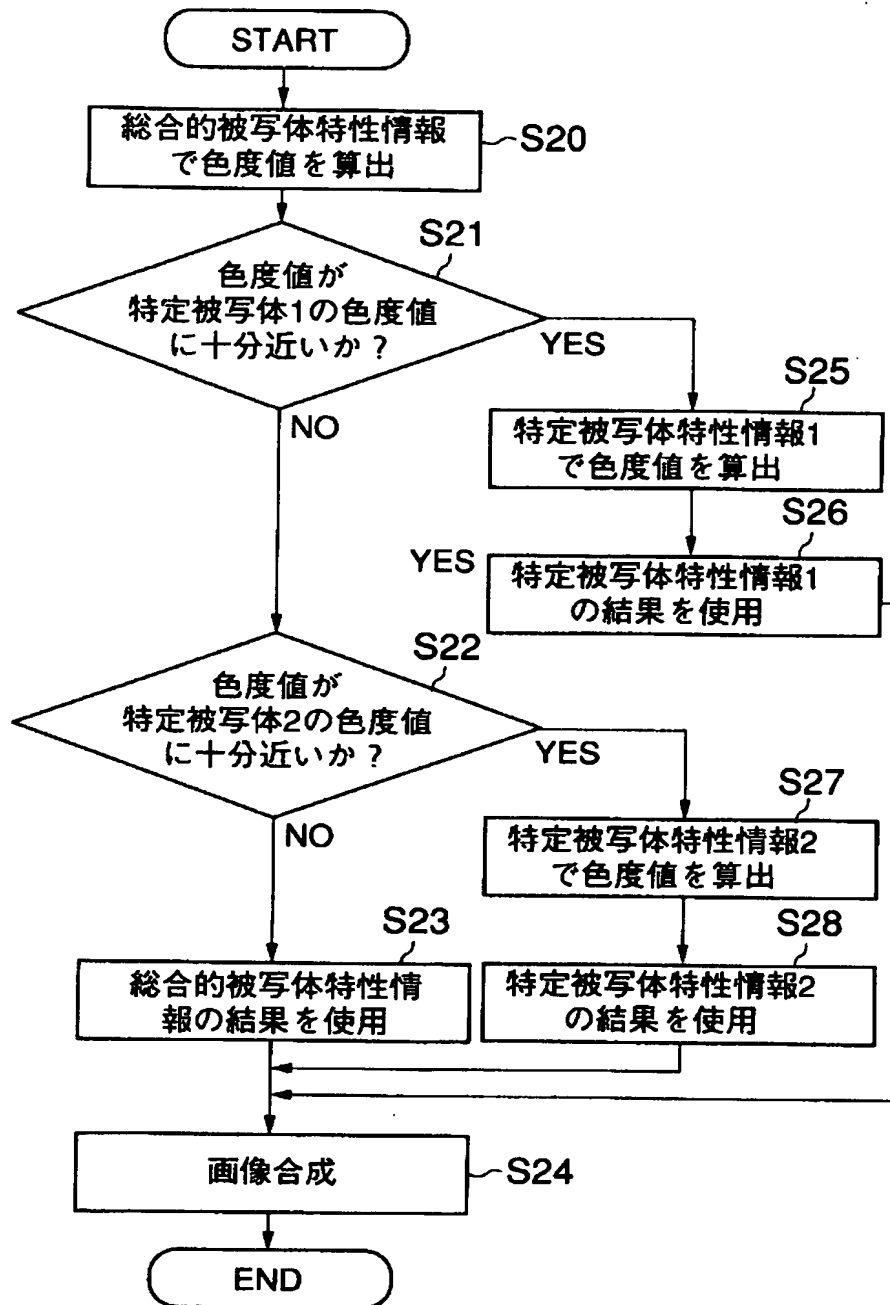 START
総合的被写体特性情報
で色度値を算出
S20
S21
色度値が
特定被写体1の色度値
に十分近いか？
YES
NO
S25
特定被写体特性情報1
で色度値を算出
S26
YES
特定被写体特性情報1
の結果を使用
S22
色度値が
特定被写体2の色度値
に十分近いか？
YES
NO
S27
特定被写体特性情報2
で色度値を算出
S23
総合的被写体特性情
報の結果を使用
S28
特定被写体特性情報2
の結果を使用
画像合成
S24
END